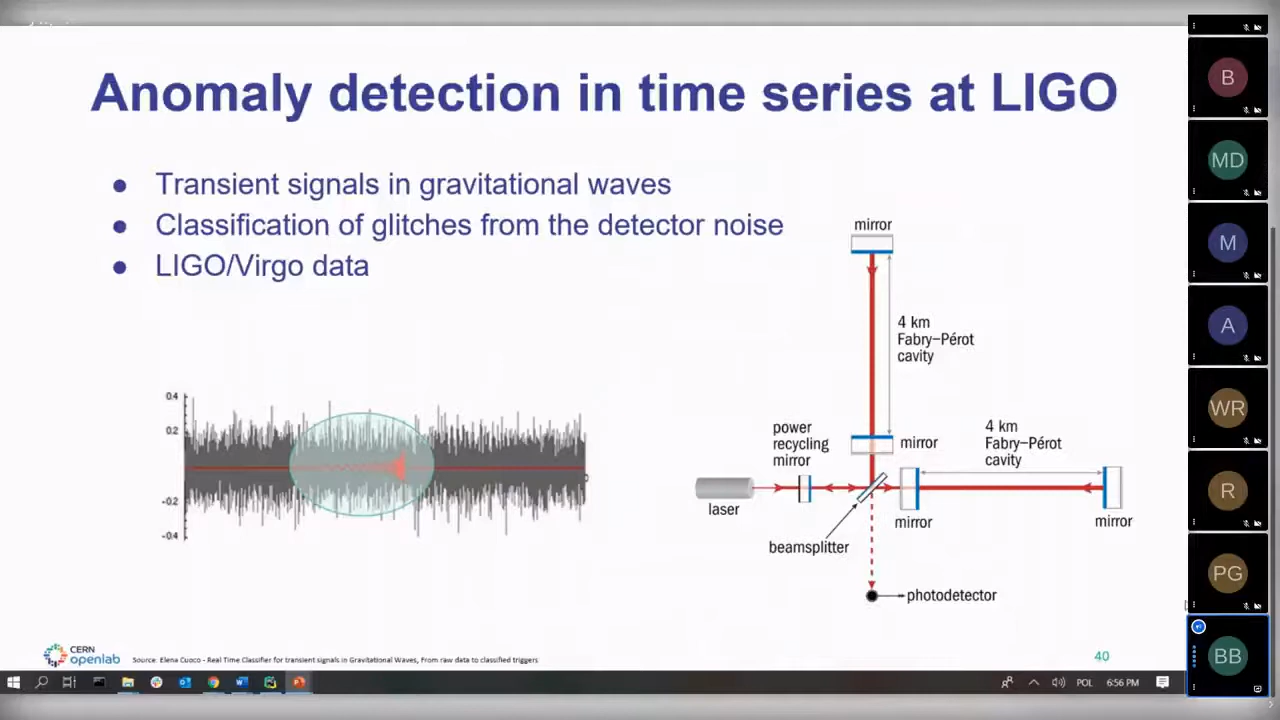 Anomaly detection in time series at LIGO
● Transient signals in gravitational waves
● Classification of glitches from the detector noise
● LIGO/Virgo data
0.4
0.2
-0.2
-0.4
mirror
4 km
Fabry–Pérot
cavity
power
recycling
mirror
mirror
4 km
Fabry–Pérot
cavity
laser
mirror
mirror
beamsplitter
photodetector
CERN
openlab
Source: Elena Cuoco - Real Time Classifier for transient signals in Gravitational Waves, From raw data to classified triggers
40
B
MD
M
A
WR
R
PG
BB
POL
6:56 PM